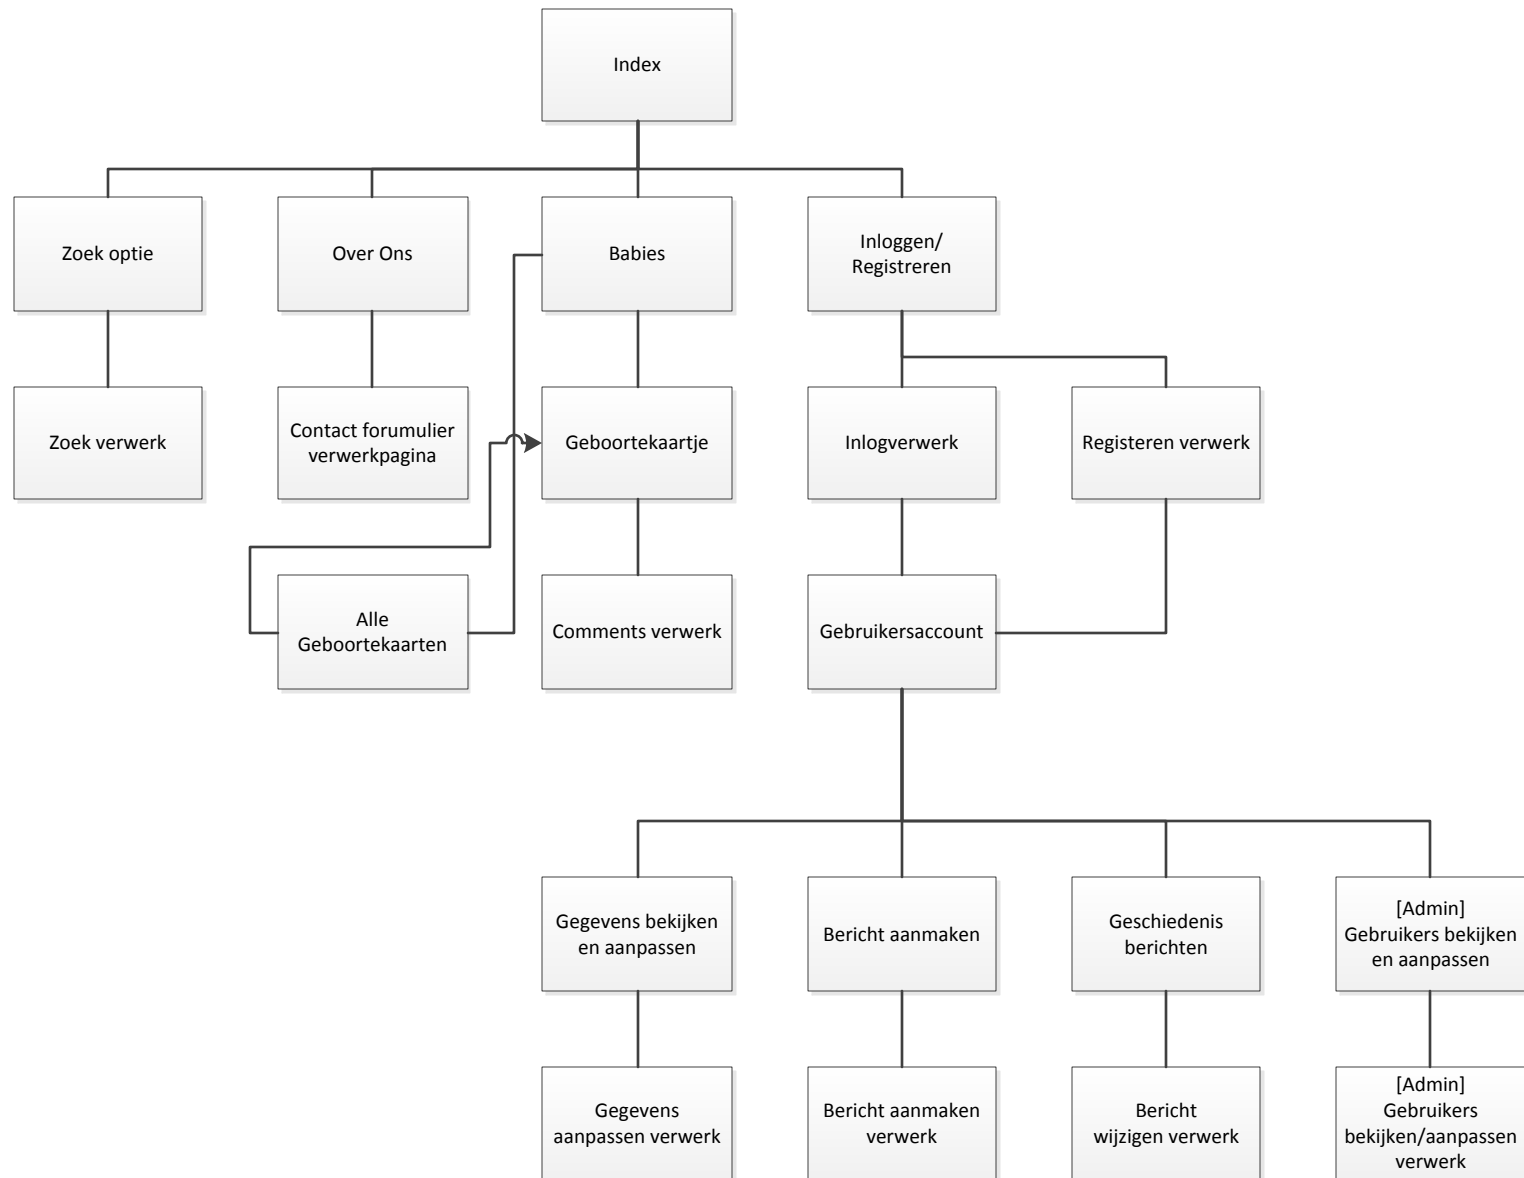 Index
Zoek optie
Over Ons
Babies
Inloggen/
Registreren
Zoek verwerk
Contact forumulier
verwerkpagina
Geboortekaartje
Inlogverwerk
Registeren verwerk
Alle
Geboortekaarten
Comments verwerk
Gebruikersaccount
Gegevens bekijken
en aanpassen
Bericht aanmaken
Geschiedenis
berichten
[Admin]
Gebruikers bekijken
en aanpassen
Gegevens
aanpassen verwerk
Bericht aanmaken
verwerk
Bericht
wijzigen verwerk
[Admin]
Gebruikers
bekijken/aanpassen
verwerk